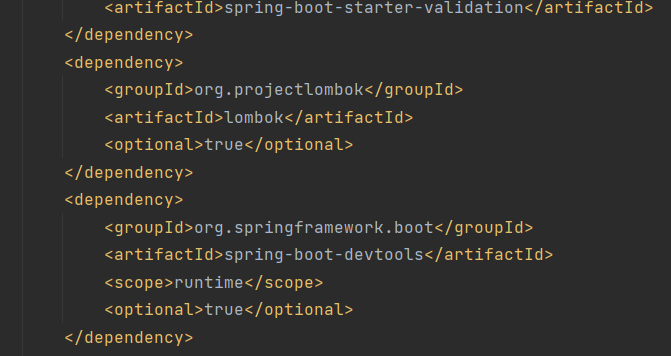 <artifactId>spring-boot-starter-validation</artifactId>
</dependency>
<dependency>
<groupId>org.projectlombok</groupId>
<artifactId>lombok</artifactId>
<optional>true</optional>
</dependency>
<dependency>
<groupId>org.springframework.boot</groupId>
<artifactId>spring-boot-devtools</artifactId>
<scope>runtime</scope>
<optional>true</optional>
</dependency>